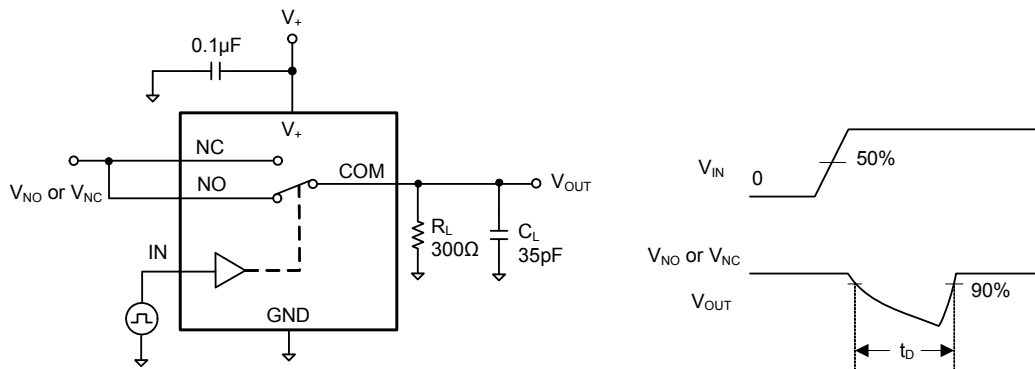 V+
0.1µF
V+
NC
NO
COM
VNO or VNC
VOUT
IN
RL
300Ω
CL
35pF
GND
VIN
0
50%
VNO or VNC
VOUT
90%
tD